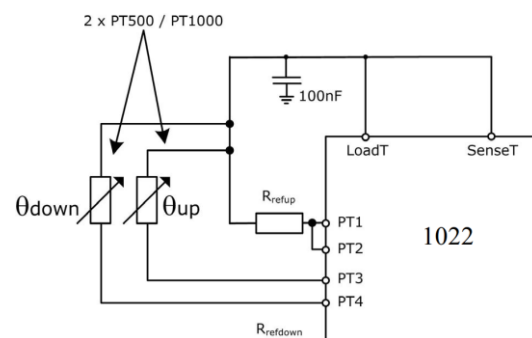 2 x PT500 / PT1000
100nF
LoadT
SenseT
θdown
θup
Rrefup
PT1
PT2
1022
PT3
PT4
Rrefdown